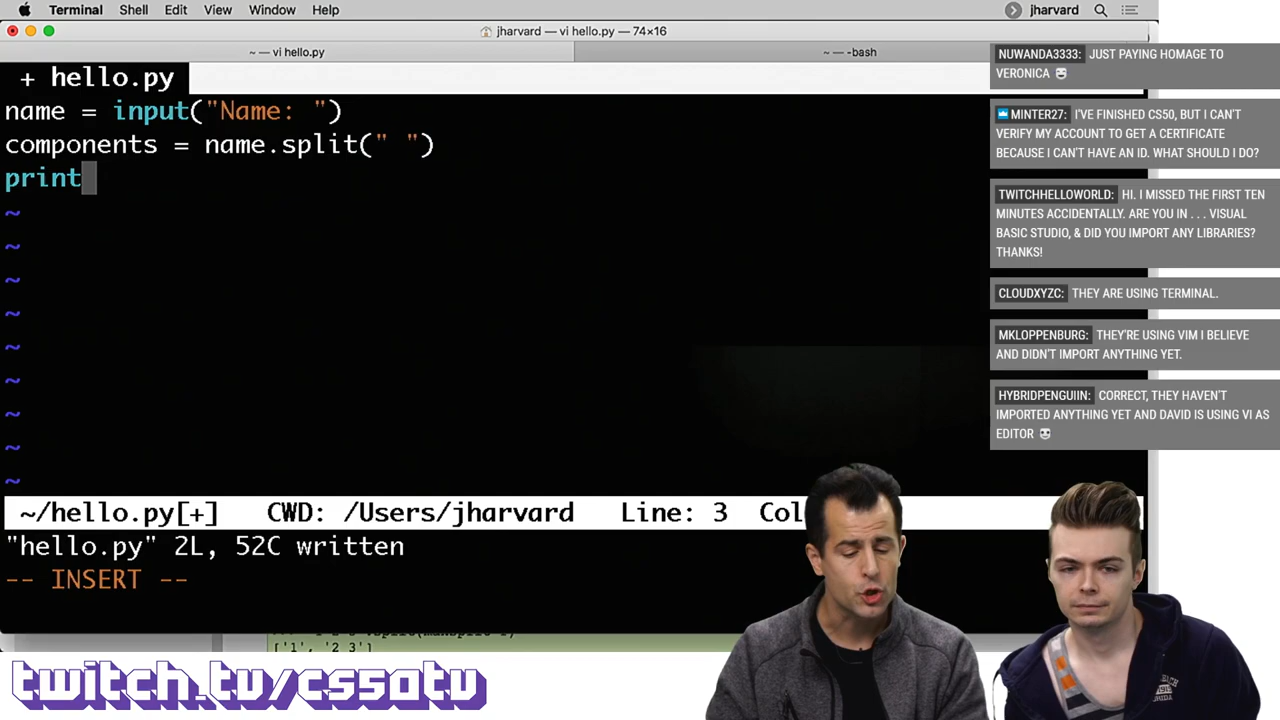 Terminal Shell Edit View Window Help
jharvard
jharvard — vi hello.py — 74×16
~ — vi hello.py
~ — -bash
+ hello.py
name = input("Name: ")
components = name.split(" ")
print
~
~
~
~
~
~
~
~
~
~/hello.py[+] CWD: /Users/jharvard Line: 3 Col
"hello.py" 2L, 52C written
-- INSERT --
['1', '2 3']
NUWANDA3333: JUST PAYING HOMAGE TO
VERONICA
MINTER27: I'VE FINISHED CS50, BUT I CAN'T
VERIFY MY ACCOUNT TO GET A CERTIFICATE
BECAUSE I CAN'T HAVE AN ID. WHAT SHOULD I DO?
TWITCHHELLOWORLD: HI. I MISSED THE FIRST TEN
MINUTES ACCIDENTALLY. ARE YOU IN . . . VISUAL
BASIC STUDIO, & DID YOU IMPORT ANY LIBRARIES?
THANKS!
CLOUDXYZC: THEY ARE USING TERMINAL.
MKLOPPENBURG: THEY'RE USING VIM I BELIEVE
AND DIDN'T IMPORT ANYTHING YET.
HYBRIDPENGUIIN: CORRECT, THEY HAVEN'T
IMPORTED ANYTHING YET AND DAVID IS USING VI AS
EDITOR
twitch.tv/cs50tv